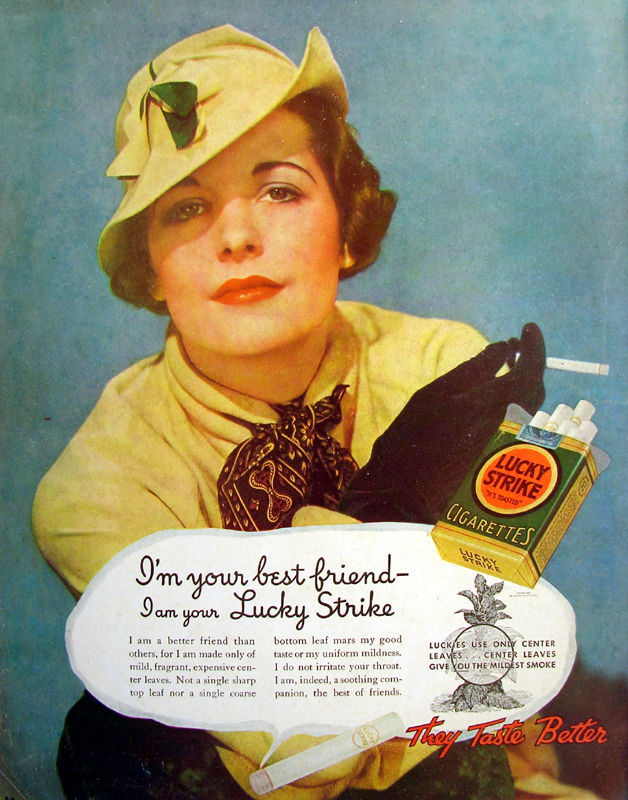 LUCKY
STRIKE
"IT'S TOASTED"
CIGARETTES
LUCKY
STRIKE
I'm your best friend—
I am your Lucky Strike
I am a better friend than
others, for I am made only of
mild, fragrant, expensive cen-
ter leaves. Not a single sharp
top leaf nor a single coarse
bottom leaf mars my good
taste or my uniform mildness.
I do not irritate your throat.
I am, indeed, a soothing com-
panion, the best of friends.
LUCKIES USE ONLY CENTER
LEAVES . . . CENTER LEAVES
GIVE YOU THE MILDEST SMOKE
They Taste Better